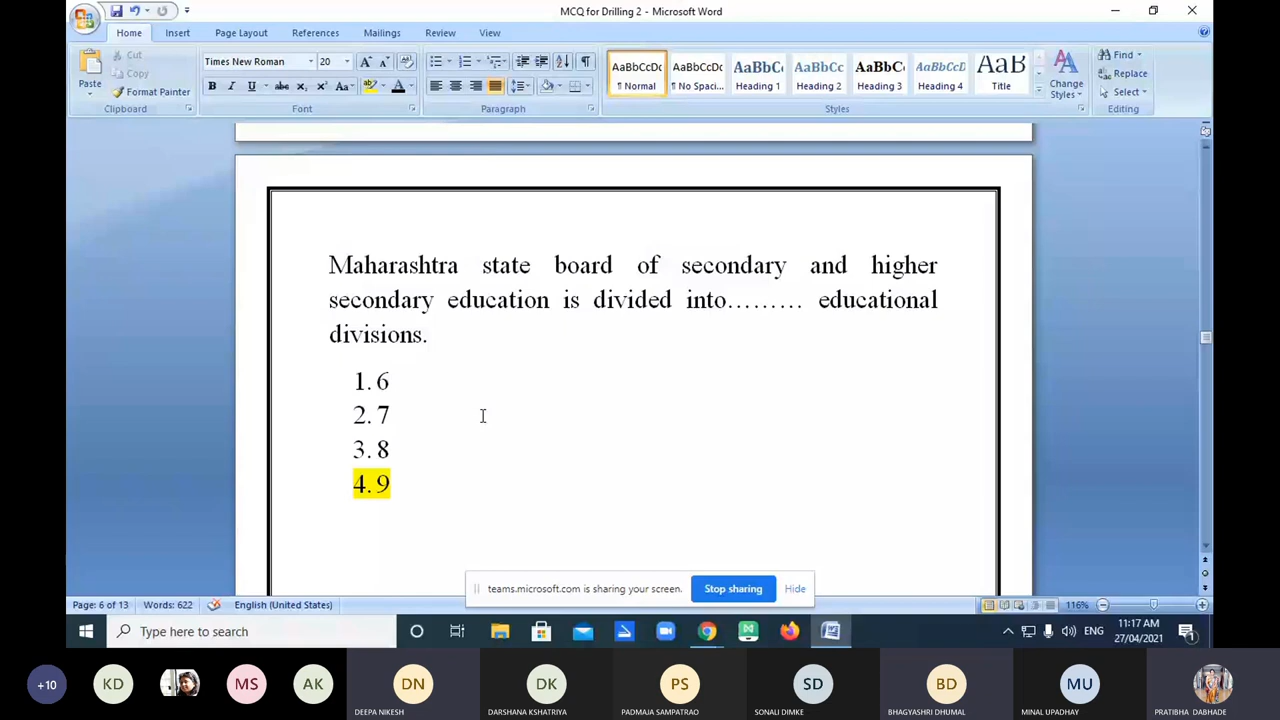 MCQ for Drilling 2 - Microsoft Word
Home Insert Page Layout References Mailings Review View
Paste
Cut
Copy
Format Painter
Clipboard
Times New Roman 20
Font
Paragraph
AaBbCcDc AaBbCcDc AaBbC AaBbCc AaBbCc AaBbCcD AaB
¶ Normal ¶ No Spaci... Heading 1 Heading 2 Heading 3 Heading 4 Title
Change
Styles
Styles
Find
Replace
Select
Editing
Maharashtra state board of secondary and higher
secondary education is divided into……… educational
divisions.
1. 6
2. 7
3. 8
4. 9
teams.microsoft.com is sharing your screen. Stop sharing Hide
Page: 6 of 13 Words: 622 English (United States) 116%
Type here to search
ENG
11:17 AM
27/04/2021
+10 KD MS AK DN DK PS SD BD MU
DEEPA NIKESH DARSHANA KSHATRIYA PADMAJA SAMPATRAO SONALI DIMKE BHAGYASHRI DHUMAL MINAL UPADHAY PRATIBHA DABHADE